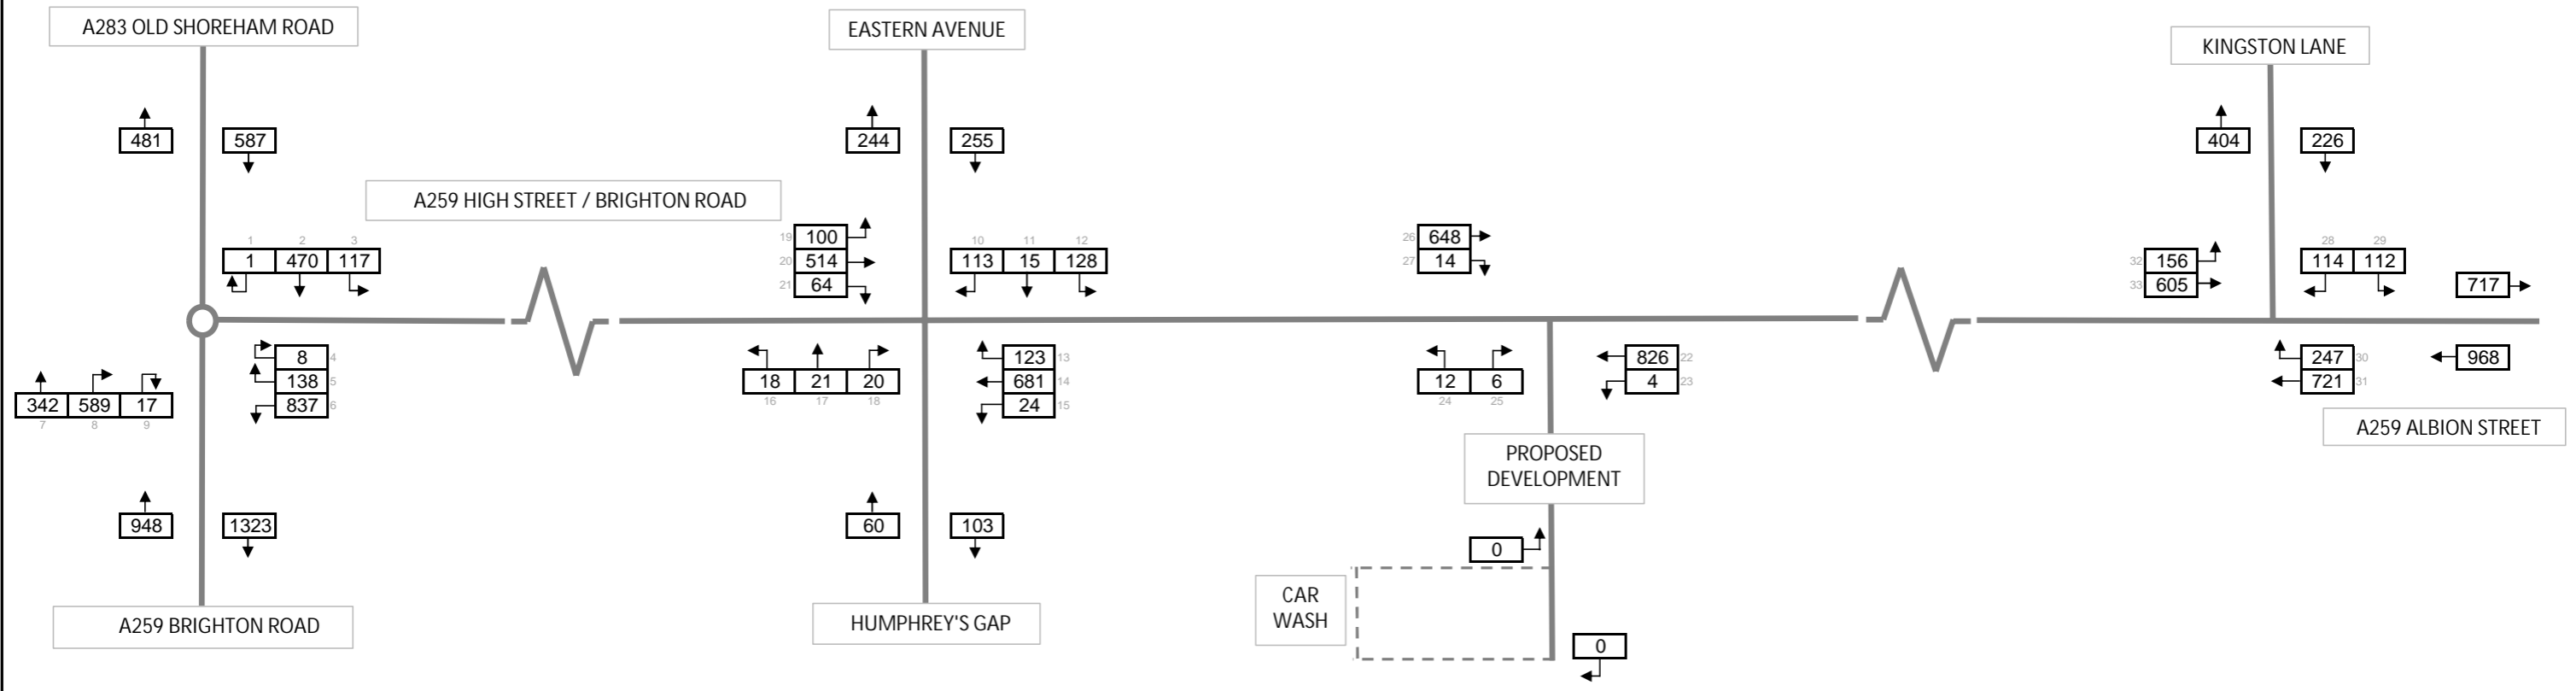 A283 OLD SHOREHAM ROAD
EASTERN AVENUE
KINGSTON LANE
481
587
244
255
404
226
A259 HIGH STREET / BRIGHTON ROAD
1 2 3
1 470 117
19 100
20 514
21 64
10 11 12
113 15 128
26 648
27 14
32 156
33 605
28 29
114 112
717
8 4
138 5
837 6
342 589 17
7 8 9
18 21 20
16 17 18
123 13
681 14
24 15
12 6
24 25
826 22
4 23
247 30
721 31
968
A259 ALBION STREET
PROPOSED
DEVELOPMENT
948
1323
60
103
0
CAR
WASH
A259 BRIGHTON ROAD
HUMPHREY'S GAP
0